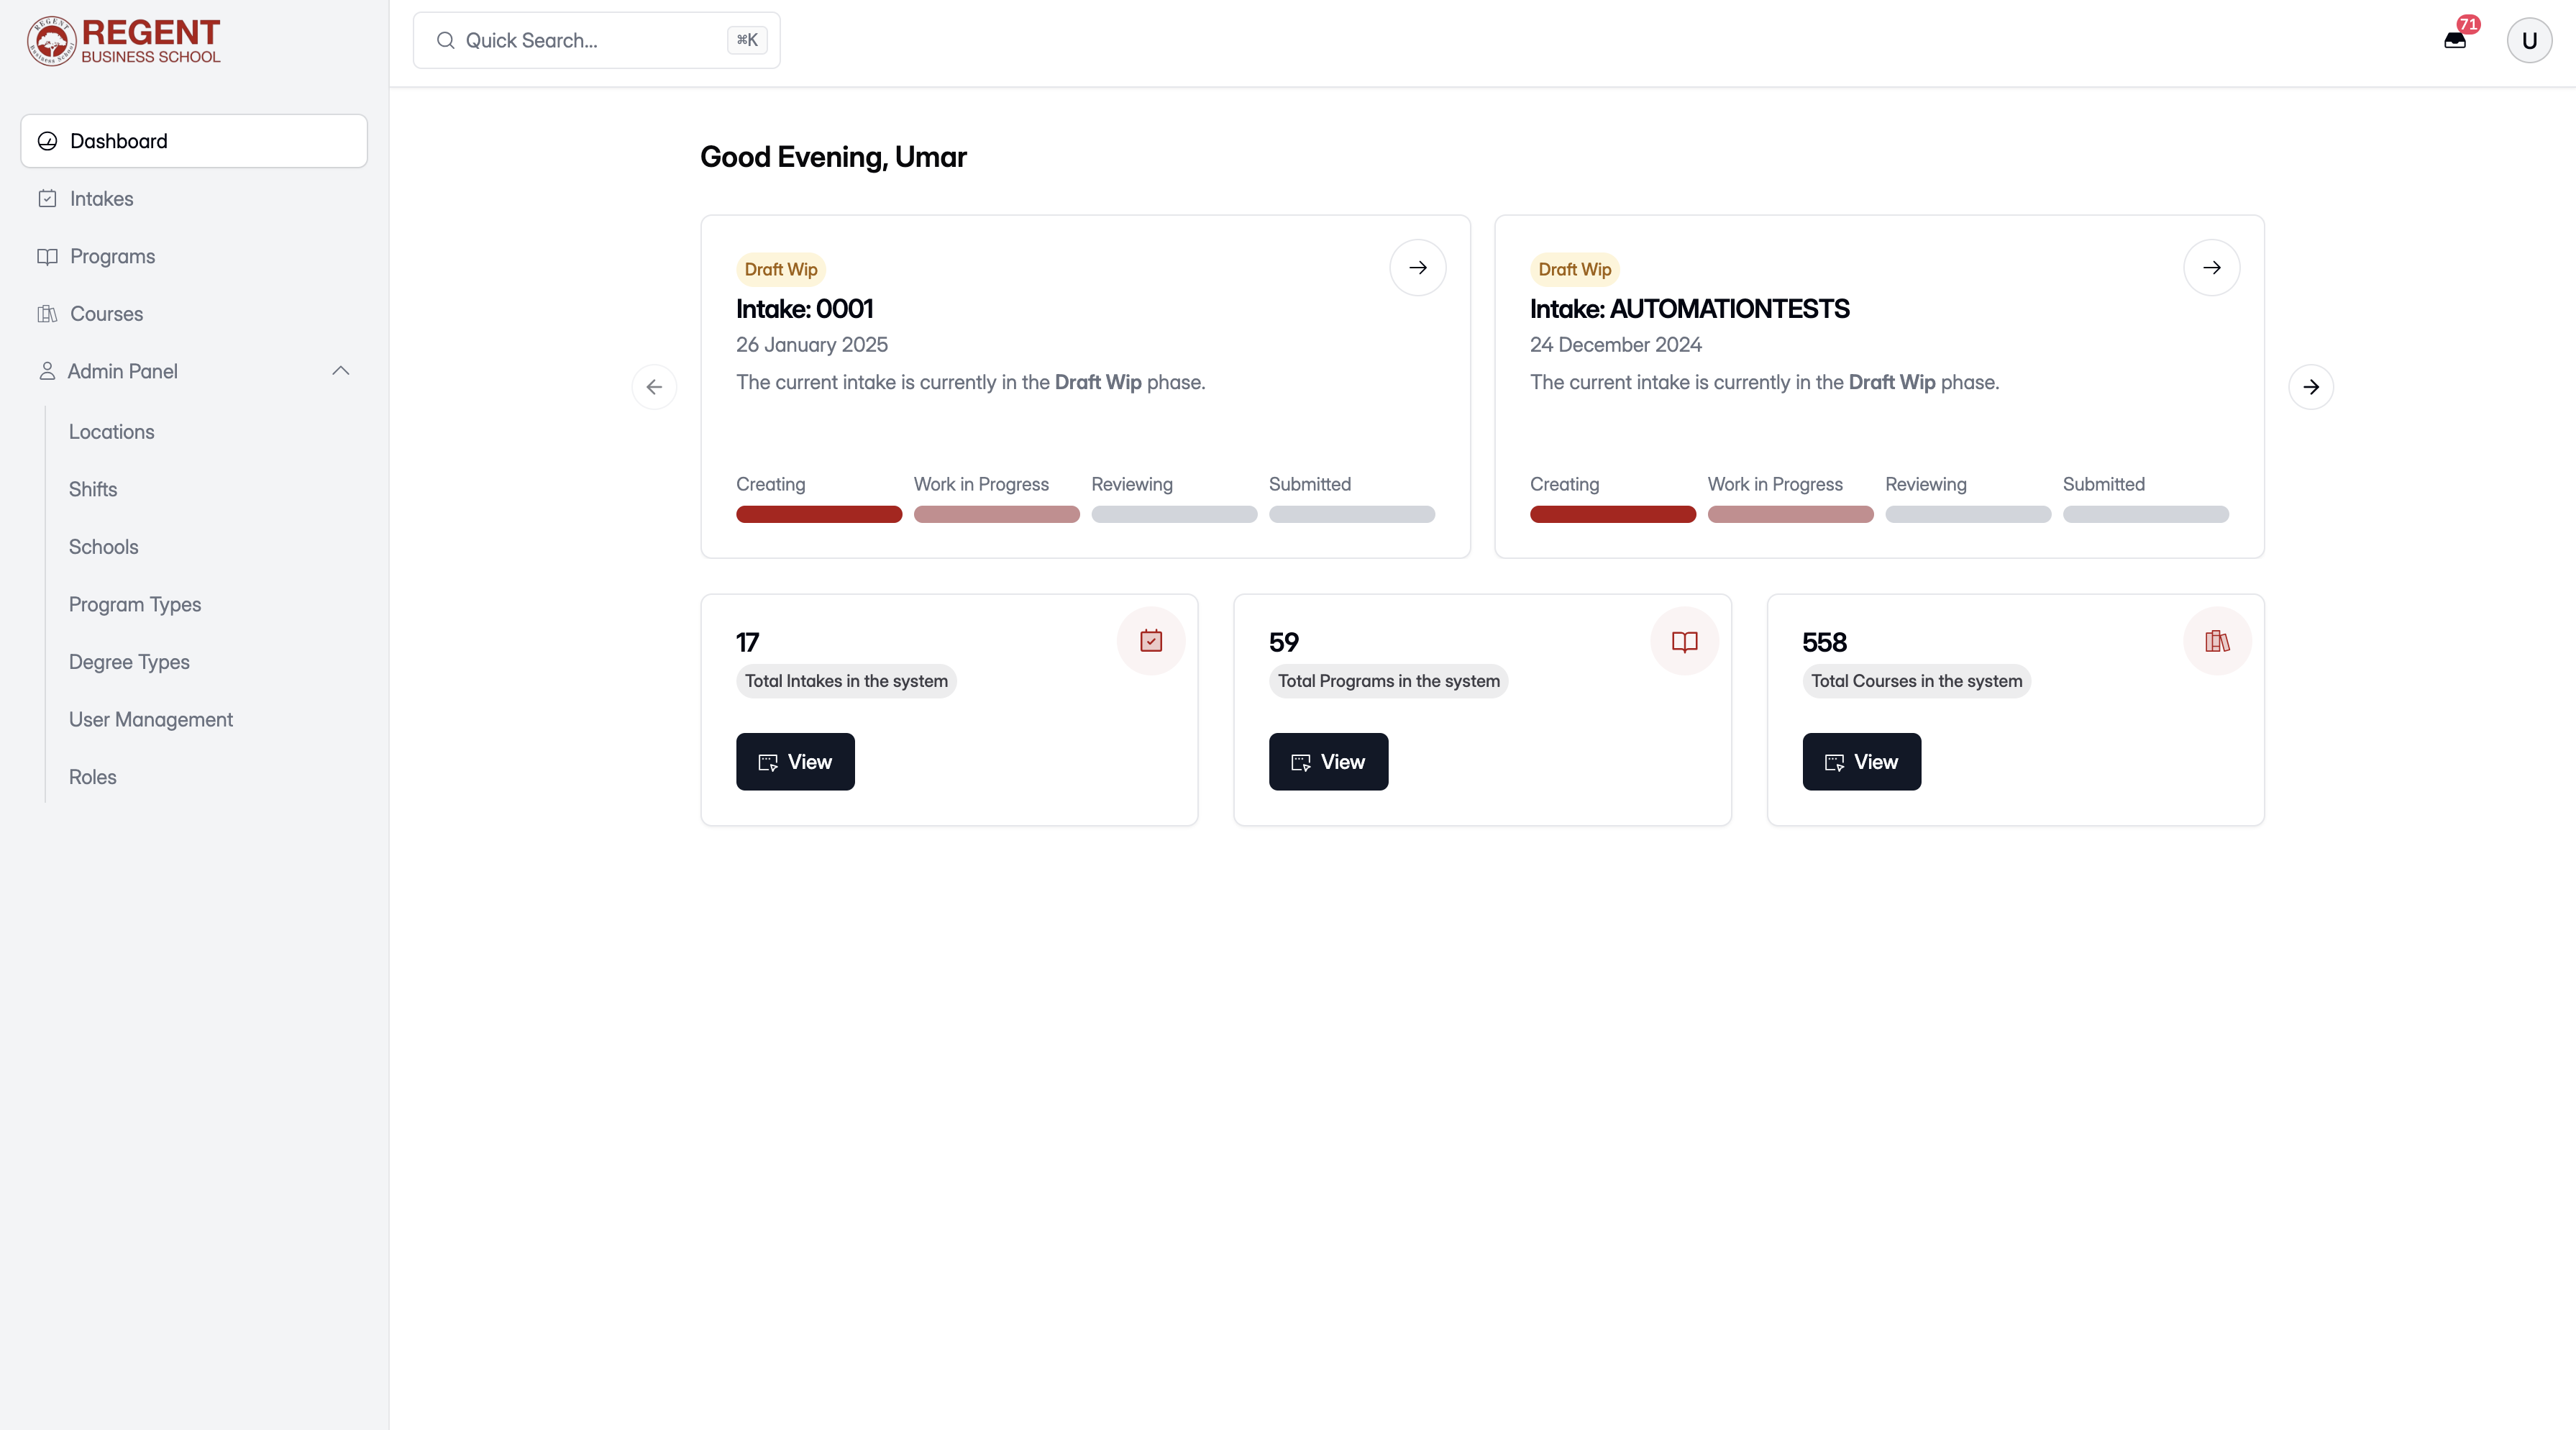 REGENT
BUSINESS SCHOOL
REGENT
Business School
Quick Search...
⌘K
71
U
Dashboard
Intakes
Programs
Courses
Admin Panel
Locations
Shifts
Schools
Program Types
Degree Types
User Management
Roles
Good Evening, Umar
Draft Wip
Intake: 0001
26 January 2025
The current intake is currently in the Draft Wip phase.
Creating Work in Progress Reviewing Submitted
Draft Wip
Intake: AUTOMATIONTESTS
24 December 2024
The current intake is currently in the Draft Wip phase.
Creating Work in Progress Reviewing Submitted
17
Total Intakes in the system
View
59
Total Programs in the system
View
558
Total Courses in the system
View